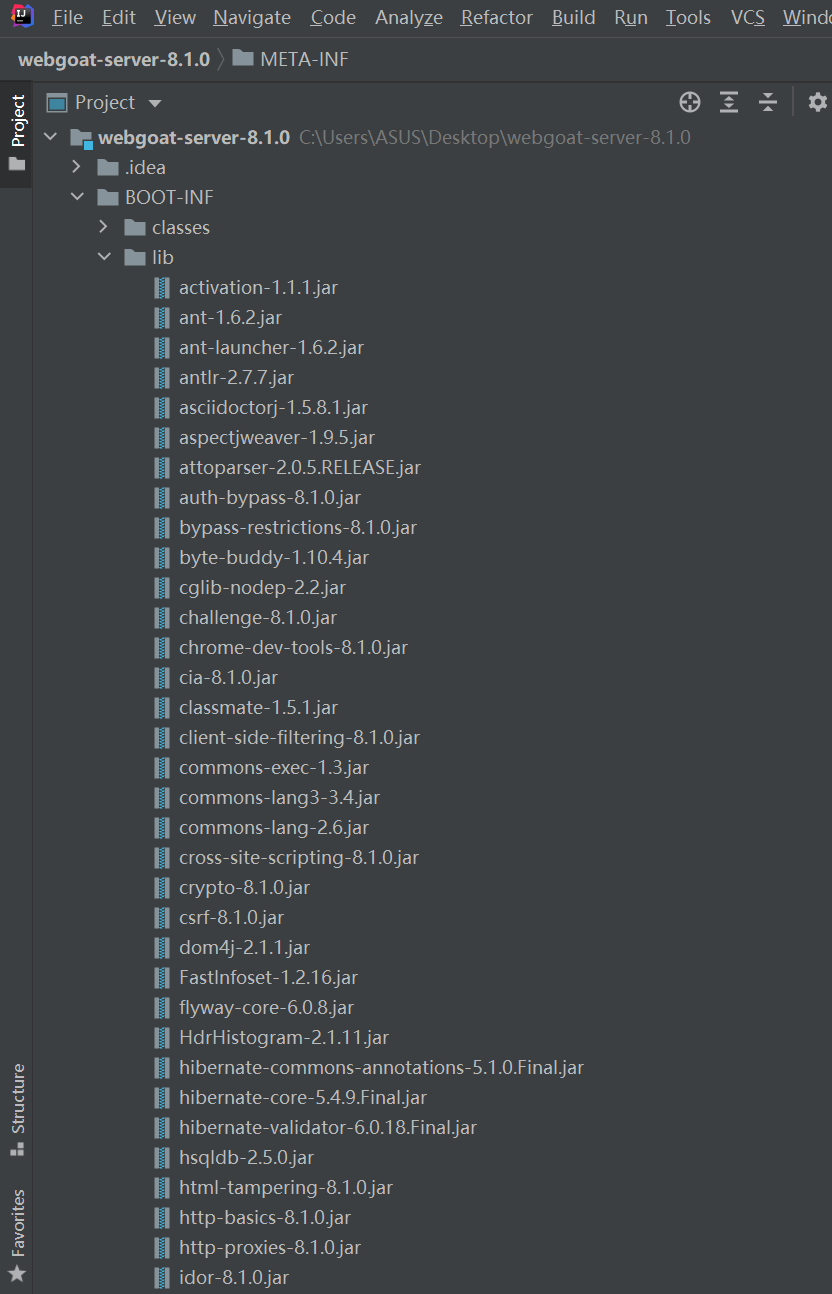 File Edit View Navigate Code Analyze Refactor Build Run Tools VCS Windo
webgoat-server-8.1.0 META-INF
Project
Project
webgoat-server-8.1.0 C:\Users\ASUS\Desktop\webgoat-server-8.1.0
.idea
BOOT-INF
classes
lib
activation-1.1.1.jar
ant-1.6.2.jar
ant-launcher-1.6.2.jar
antlr-2.7.7.jar
asciidoctorj-1.5.8.1.jar
aspectjweaver-1.9.5.jar
attoparser-2.0.5.RELEASE.jar
auth-bypass-8.1.0.jar
bypass-restrictions-8.1.0.jar
byte-buddy-1.10.4.jar
cglib-nodep-2.2.jar
challenge-8.1.0.jar
chrome-dev-tools-8.1.0.jar
cia-8.1.0.jar
classmate-1.5.1.jar
client-side-filtering-8.1.0.jar
commons-exec-1.3.jar
commons-lang3-3.4.jar
commons-lang-2.6.jar
cross-site-scripting-8.1.0.jar
crypto-8.1.0.jar
csrf-8.1.0.jar
dom4j-2.1.1.jar
FastInfoset-1.2.16.jar
flyway-core-6.0.8.jar
HdrHistogram-2.1.11.jar
hibernate-commons-annotations-5.1.0.Final.jar
hibernate-core-5.4.9.Final.jar
hibernate-validator-6.0.18.Final.jar
hsqldb-2.5.0.jar
html-tampering-8.1.0.jar
http-basics-8.1.0.jar
http-proxies-8.1.0.jar
idor-8.1.0.jar
Structure
Favorites